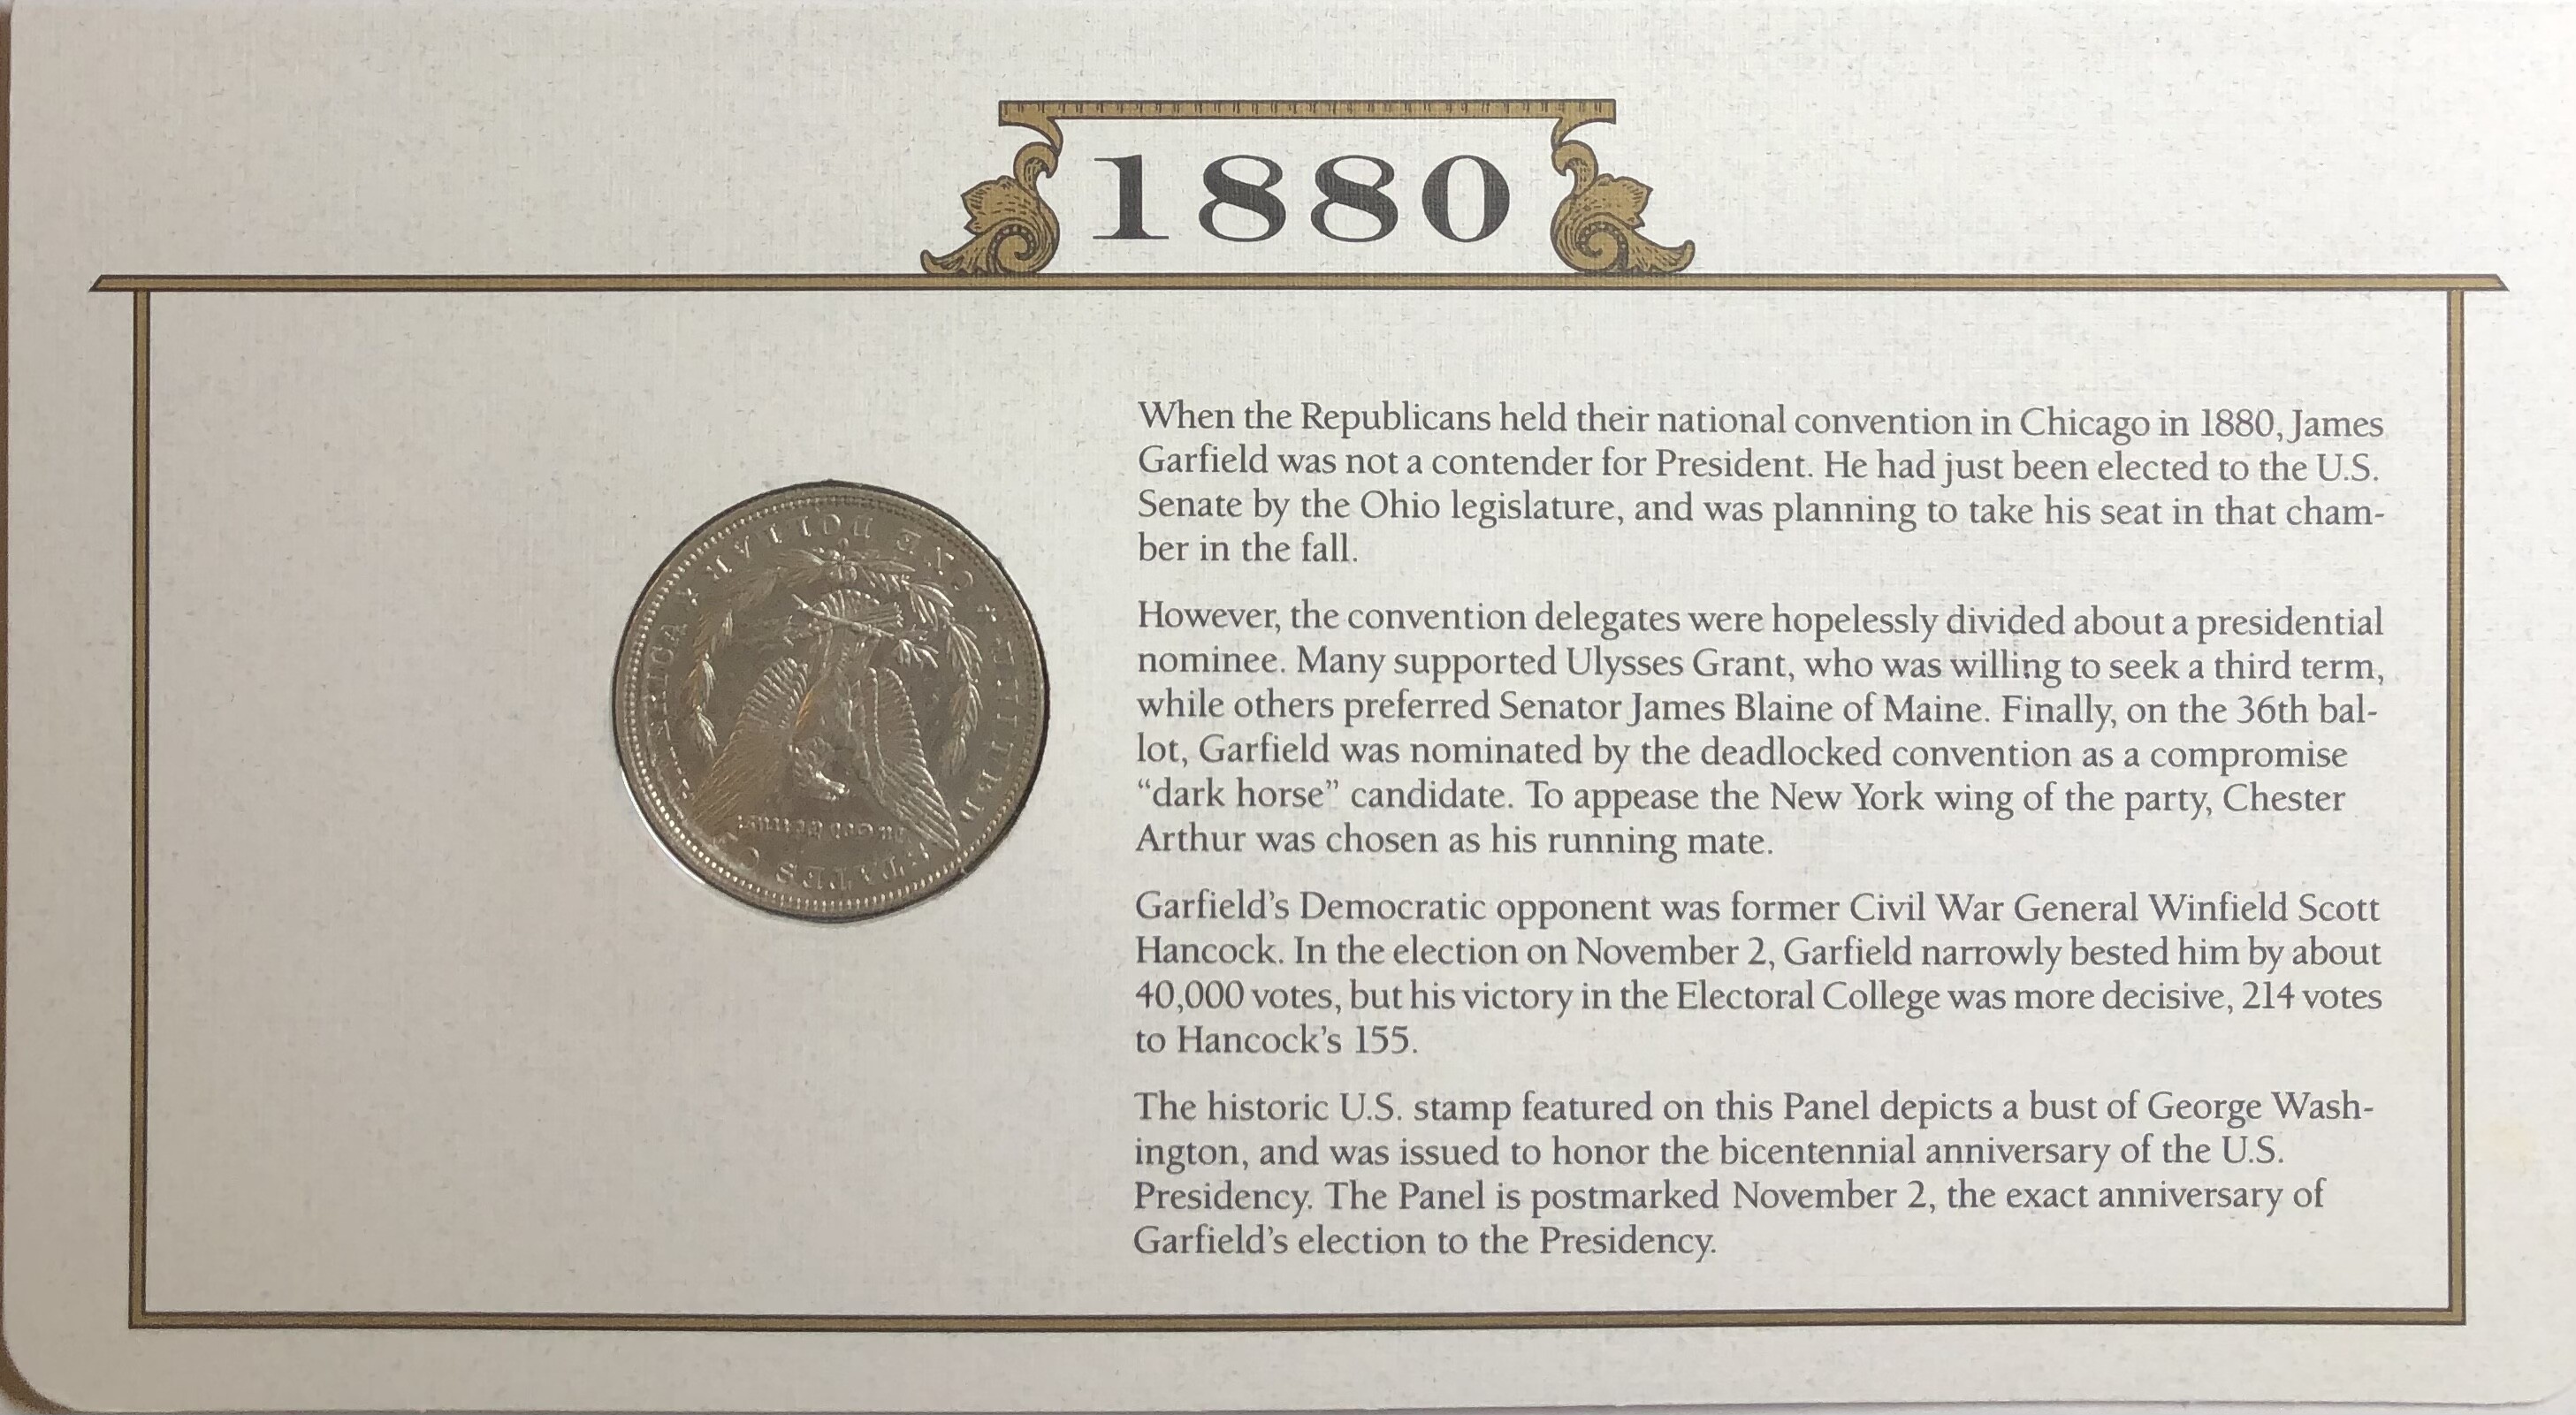 1880
When the Republicans held their national convention in Chicago in 1880, James
Garfield was not a contender for President. He had just been elected to the U.S.
Senate by the Ohio legislature, and was planning to take his seat in that cham-
ber in the fall.
However, the convention delegates were hopelessly divided about a presidential
nominee. Many supported Ulysses Grant, who was willing to seek a third term,
while others preferred Senator James Blaine of Maine. Finally, on the 36th bal-
lot, Garfield was nominated by the deadlocked convention as a compromise
“dark horse” candidate. To appease the New York wing of the party, Chester
Arthur was chosen as his running mate.
Garfield’s Democratic opponent was former Civil War General Winfield Scott
Hancock. In the election on November 2, Garfield narrowly bested him by about
40,000 votes, but his victory in the Electoral College was more decisive, 214 votes
to Hancock’s 155.
The historic U.S. stamp featured on this Panel depicts a bust of George Wash-
ington, and was issued to honor the bicentennial anniversary of the U.S.
Presidency. The Panel is postmarked November 2, the exact anniversary of
Garfield’s election to the Presidency.
UNITED STATES
ONE DOLLAR